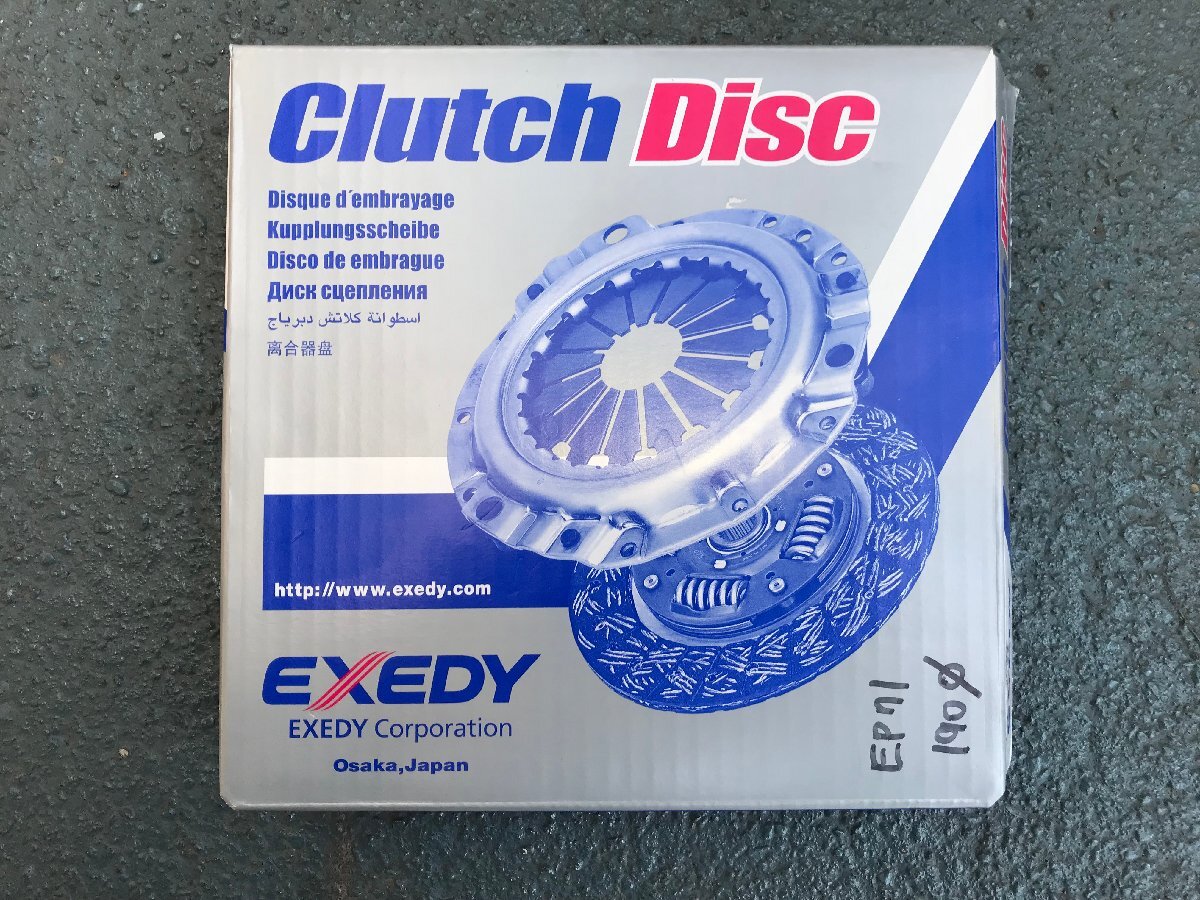 Clutch Disc
Disque d'embrayage
Kupplungsscheibe
Disco de embrague
Диск сцепления
اسطوانة كلاتش دبرياج
离合器盘
http://www.exedy.com
EXEDY
EXEDY Corporation
Osaka,Japan
EP71
190φ